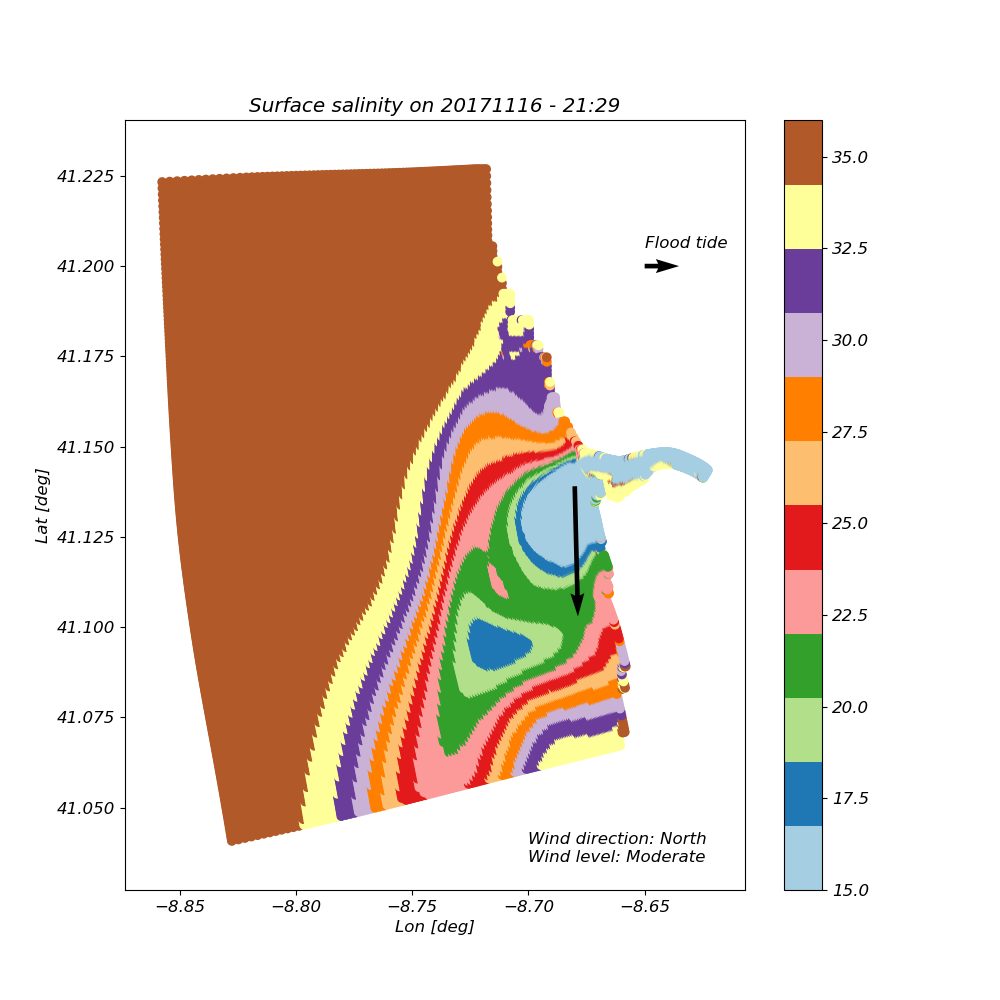 Surface salinity on 20171116 - 21:29
Flood tide
41.225
41.200
41.175
41.150
41.125
41.100
41.075
41.050
Lat [deg]
Wind direction: North
Wind level: Moderate
−8.85 −8.80 −8.75 −8.70 −8.65
Lon [deg]
35.0
32.5
30.0
27.5
25.0
22.5
20.0
17.5
15.0